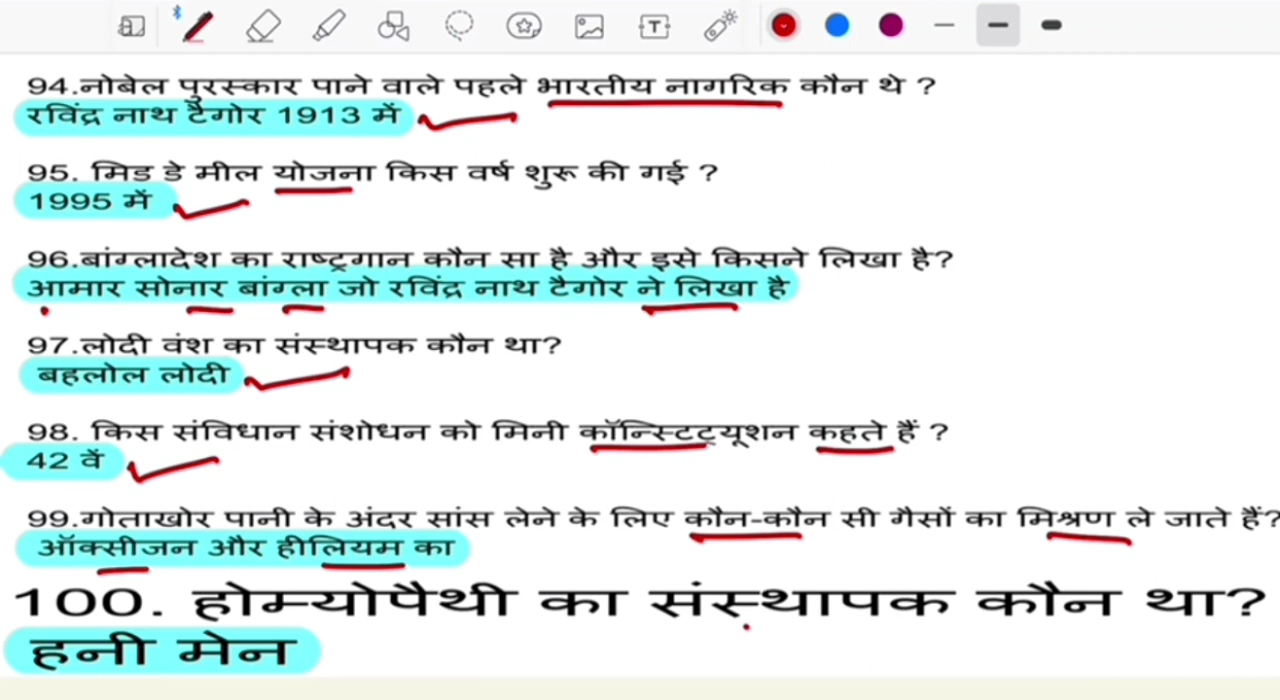 94.नोबेल पुरस्कार पाने वाले पहले भारतीय नागरिक कौन थे ?
रविंद्र नाथ टैगोर 1913 में
95. मिड डे मील योजना किस वर्ष शुरू की गई ?
1995 में
96.बांग्लादेश का राष्ट्रगान कौन सा है और इसे किसने लिखा है?
आमार सोनार बांग्ला जो रविंद्र नाथ टैगोर ने लिखा है
97.लोदी वंश का संस्थापक कौन था?
बहलोल लोदी
98. किस संविधान संशोधन को मिनी कॉन्स्टिट्यूशन कहते हैं ?
42 वें
99.गोताखोर पानी के अंदर सांस लेने के लिए कौन-कौन सी गैसों का मिश्रण ले जाते हैं?
ऑक्सीजन और हीलियम का
100. होम्योपैथी का संस्थापक कौन था?
हनी मेन